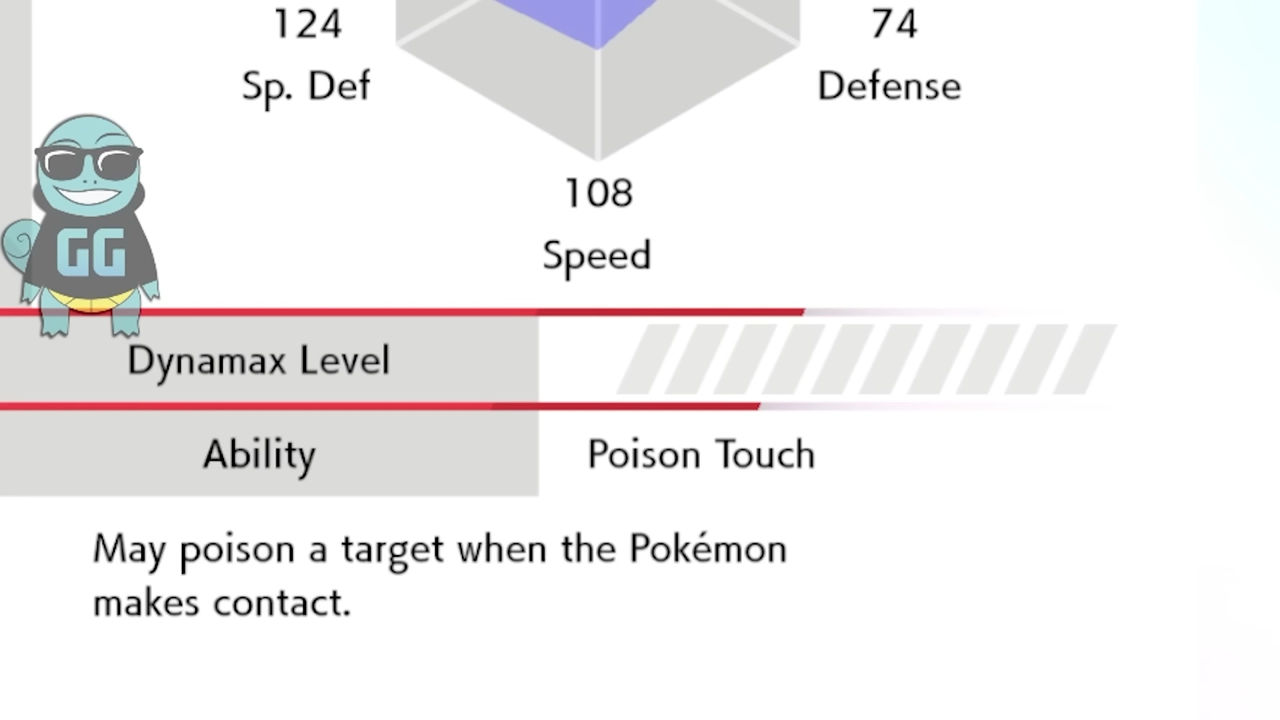 124
74
Sp. Def
Defense
108
Speed
GG
Dynamax Level
Ability
Poison Touch
May poison a target when the Pokémon
makes contact.